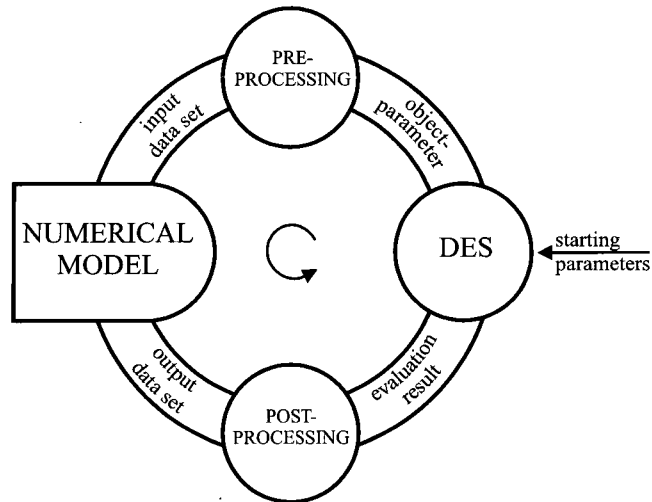 PRE-
PROCESSING
input
data set
object-
parameter
NUMERICAL
MODEL
DES
starting
parameters
output
data set
evaluation
result
POST-
PROCESSING